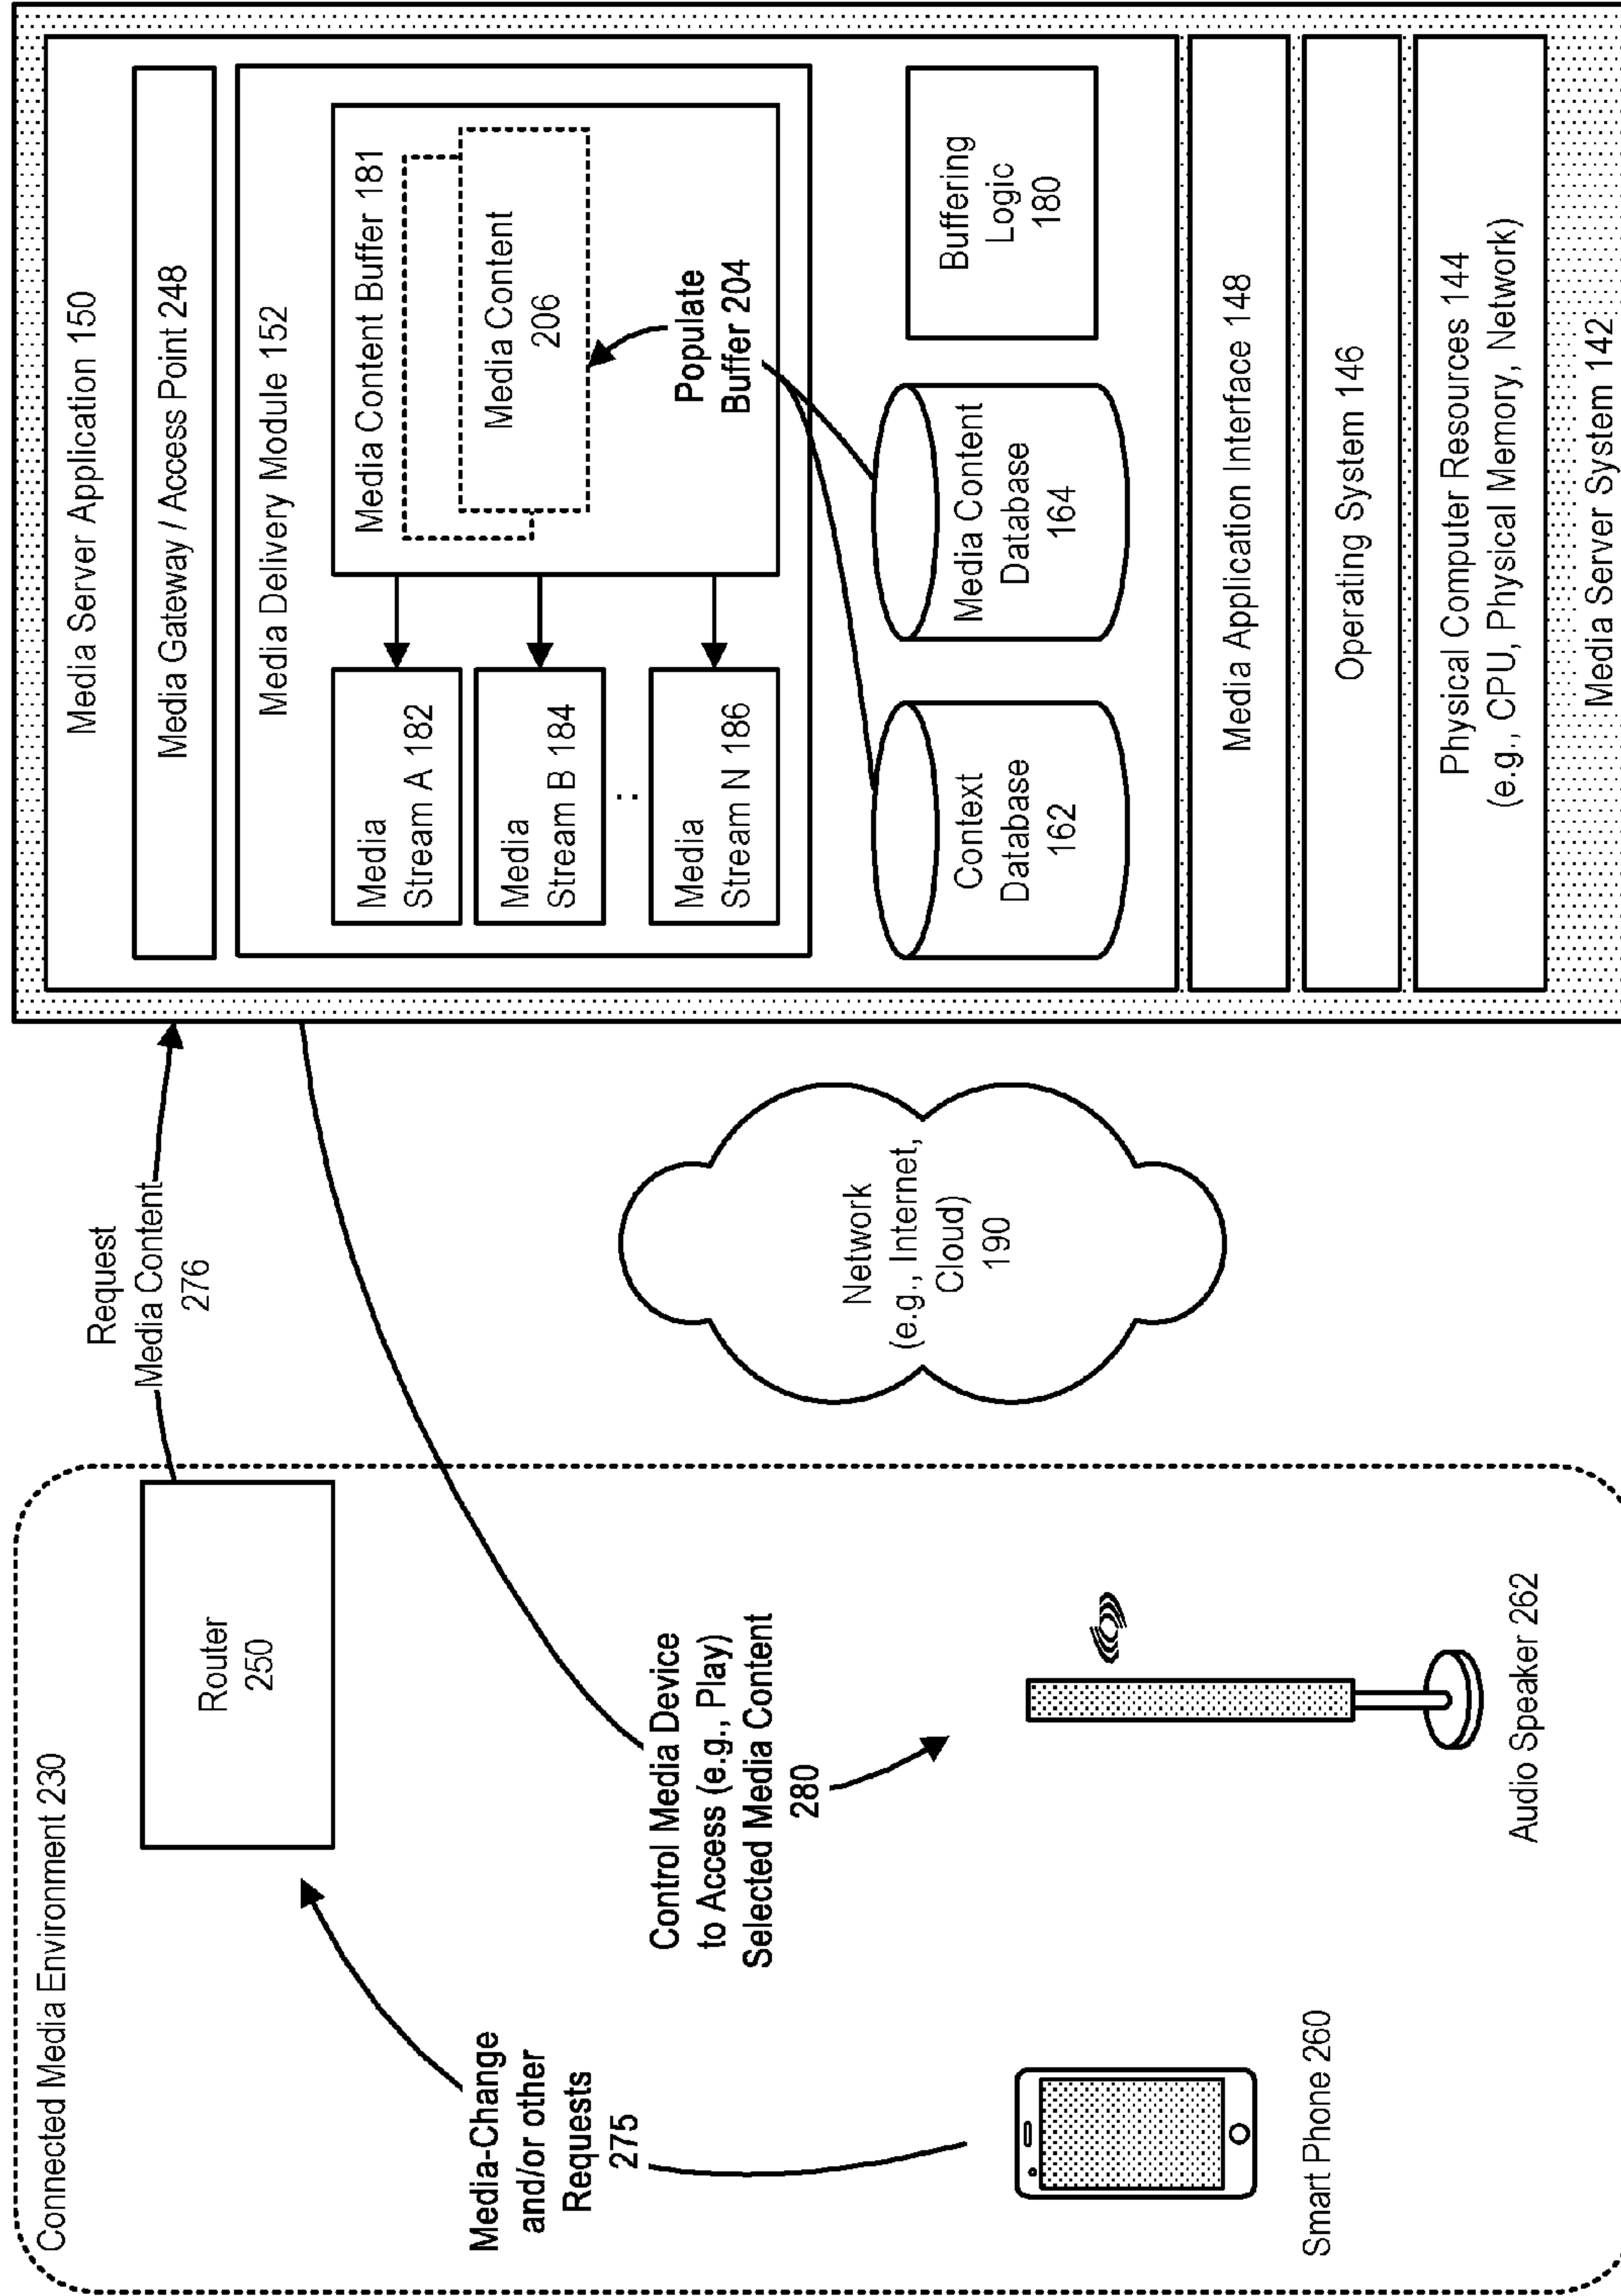 Connected Media Environment 230
Router
250
Media-Change
and/or other
Requests
275
Control Media Device
to Access (e.g., Play)
Selected Media Content
280
Smart Phone 260
Audio Speaker 262
Request
Media Content
276
Network
(e.g., Internet,
Cloud)
190
Media Server Application 150
Media Gateway / Access Point 248
Media Delivery Module 152
Media
Stream A 182
Media
Stream B 184
:
Media
Stream N 186
Media Content Buffer 181
Media Content
206
Populate
Buffer 204
Context
Database
162
Media Content
Database
164
Buffering
Logic
180
Media Application Interface 148
Operating System 146
Physical Computer Resources 144
(e.g., CPU, Physical Memory, Network)
Media Server System 142